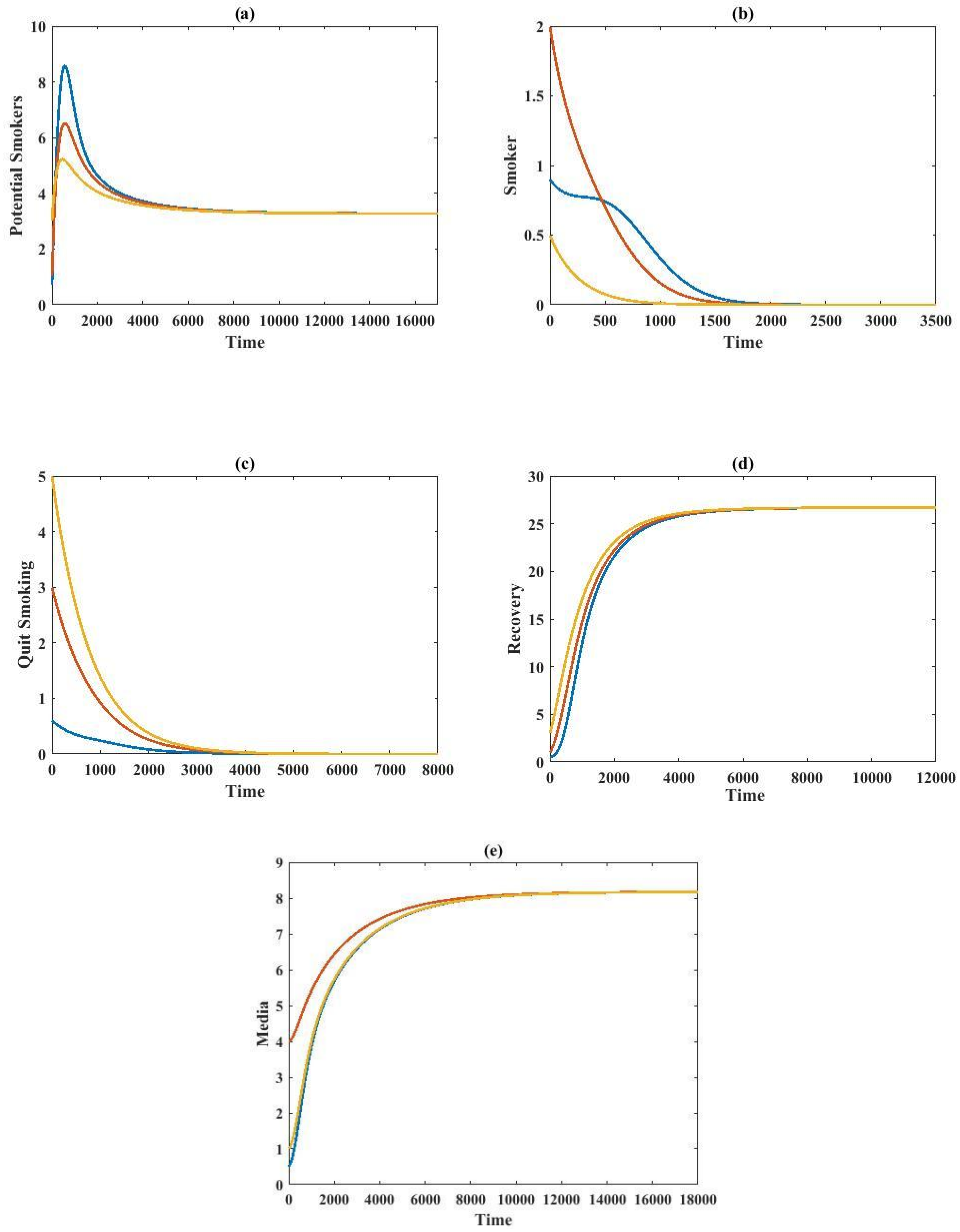 (a)
10
8
6
4
2
0
Potential Smokers
0 2000 4000 6000 8000 10000 12000 14000 16000
Time
(b)
2
1.5
1
0.5
0
Smoker
0 500 1000 1500 2000 2500 3000 3500
Time
(c)
5
4
3
2
1
0
Quit Smoking
0 1000 2000 3000 4000 5000 6000 7000 8000
Time
(d)
30
25
20
15
10
5
0
Recovery
0 2000 4000 6000 8000 10000 12000
Time
(e)
9
8
7
6
5
4
3
2
1
0
Media
0 2000 4000 6000 8000 10000 12000 14000 16000 18000
Time